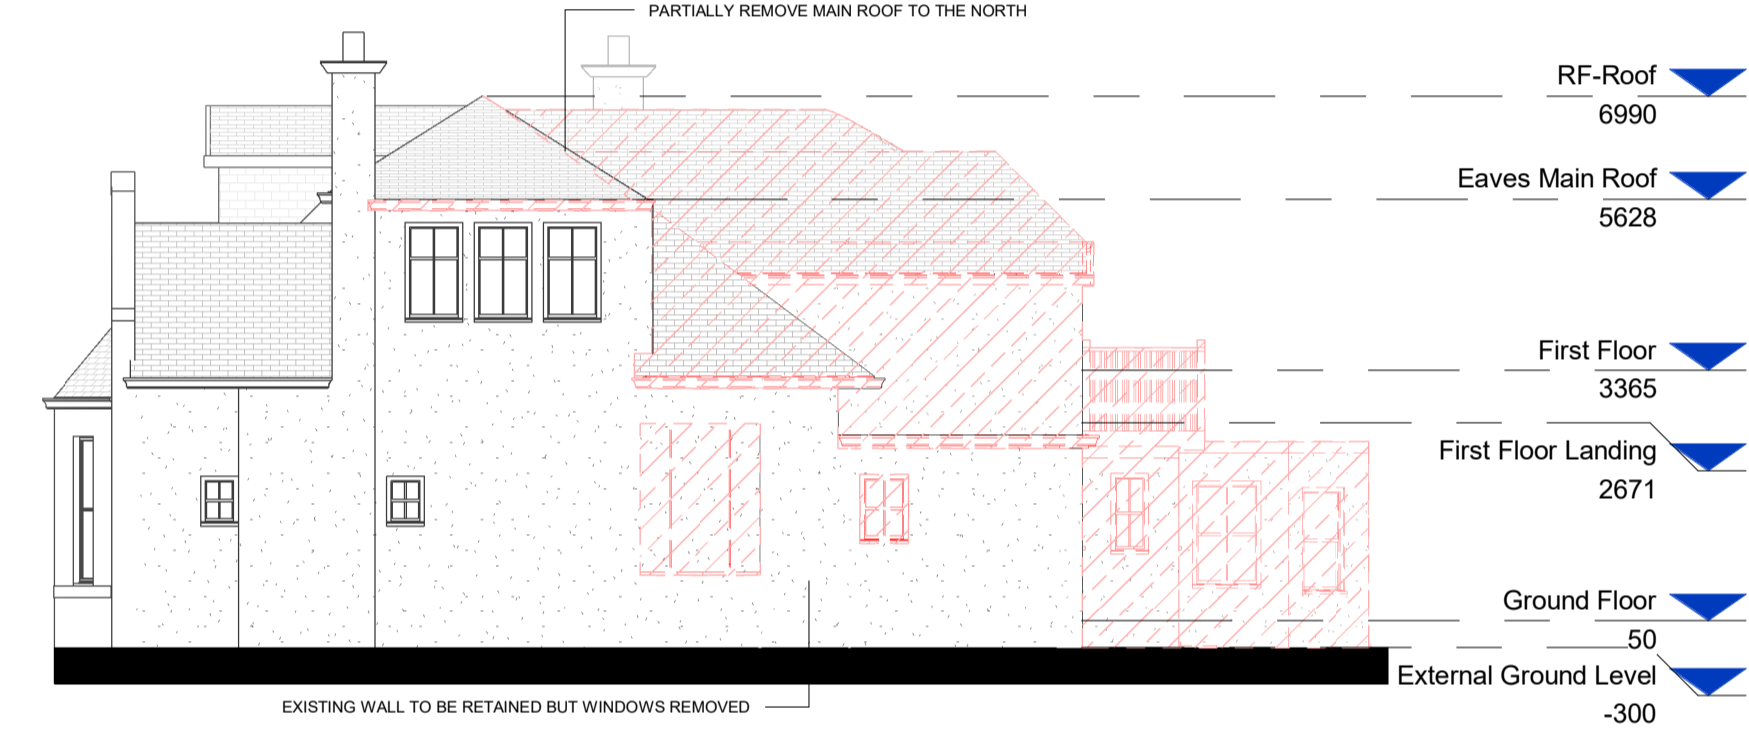 PARTIALLY REMOVE MAIN ROOF TO THE NORTH
RF-Roof
6990
Eaves Main Roof
5628
First Floor
3365
First Floor Landing
2671
Ground Floor
50
External Ground Level
-300
EXISTING WALL TO BE RETAINED BUT WINDOWS REMOVED